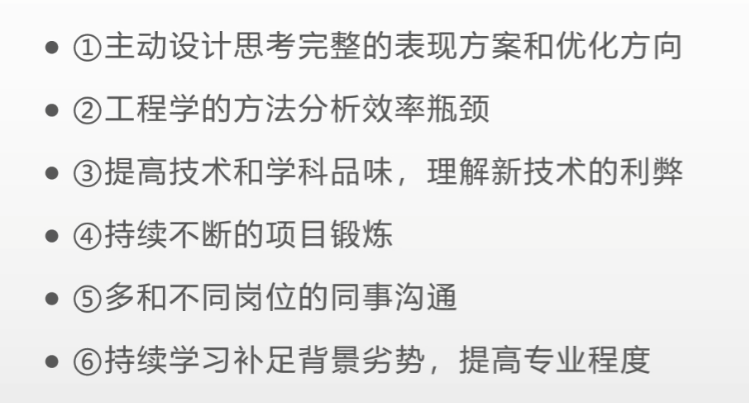 • ①主动设计思考完整的表现方案和优化方向
• ②工程学的方法分析效率瓶颈
• ③提高技术和学科品味，理解新技术的利弊
• ④持续不断的项目锻炼
• ⑤多和不同岗位的同事沟通
• ⑥持续学习补足背景劣势，提高专业程度